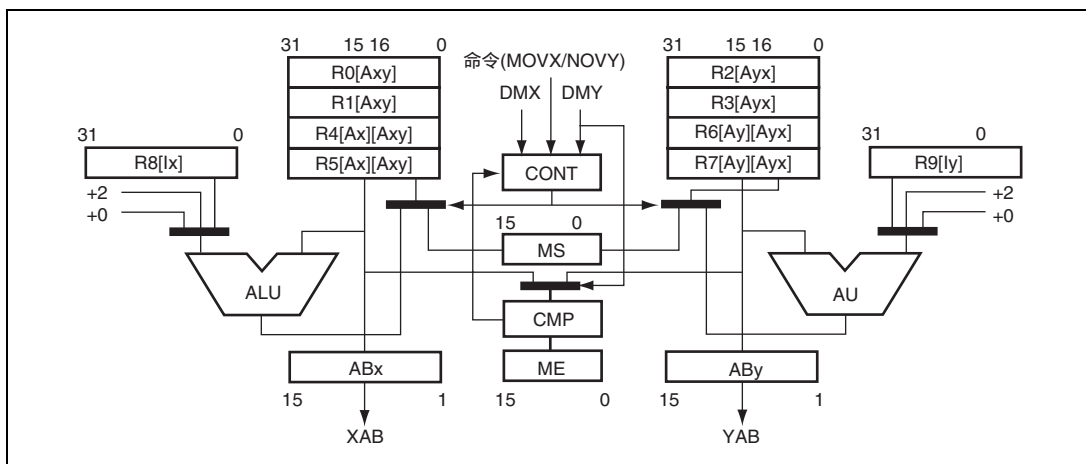 31 15 16 0
R0[Axy]
R1[Axy]
R4[Ax][Axy]
R5[Ax][Axy]
命令(MOVX/NOVY)
DMX DMY
CONT
31 15 16 0
R2[Ayx]
R3[Ayx]
R6[Ay][Ayx]
R7[Ay][Ayx]
31 0
R8[Ix]
+2
+0
31 0
R9[Iy]
+2
+0
15 0
MS
ALU
AU
CMP
ME
15 0
ABx
15 1
XAB
ABy
15 1
YAB